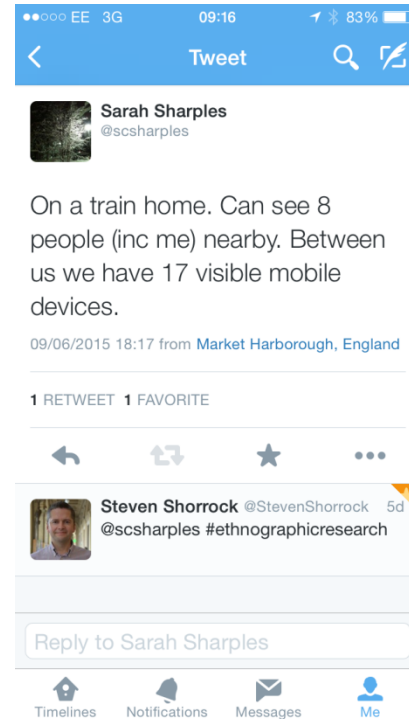 EE 3G 09:16 83%
Tweet
Sarah Sharples
@scsharples
On a train home. Can see 8
people (inc me) nearby. Between
us we have 17 visible mobile
devices.
09/06/2015 18:17 from Market Harborough, England
1 RETWEET 1 FAVORITE
Steven Shorrock @StevenShorrock 5d
@scsharples #ethnographicresearch
Reply to Sarah Sharples
Timelines Notifications Messages Me